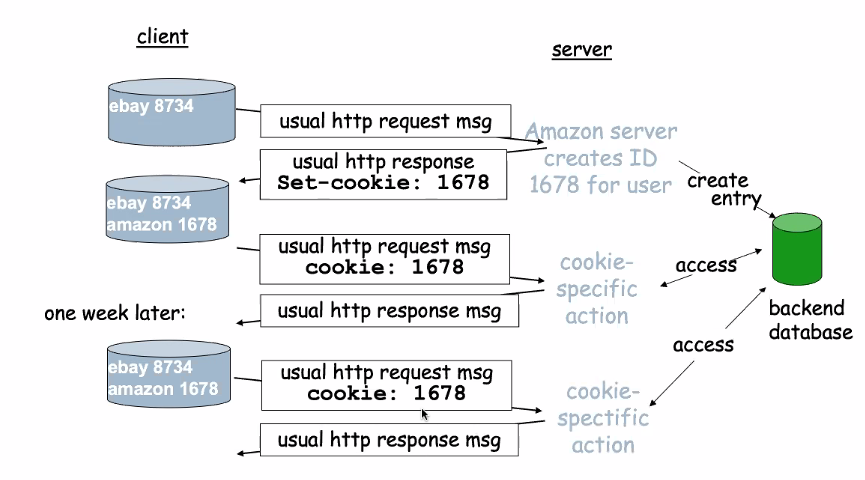 client
server
ebay 8734
usual http request msg
Amazon server
creates ID
1678 for user
usual http response
Set-cookie: 1678
create
entry
ebay 8734
amazon 1678
usual http request msg
cookie: 1678
cookie-
specific
action
access
usual http response msg
one week later:
backend
database
access
ebay 8734
amazon 1678
usual http request msg
cookie: 1678
cookie-
spectific
action
usual http response msg